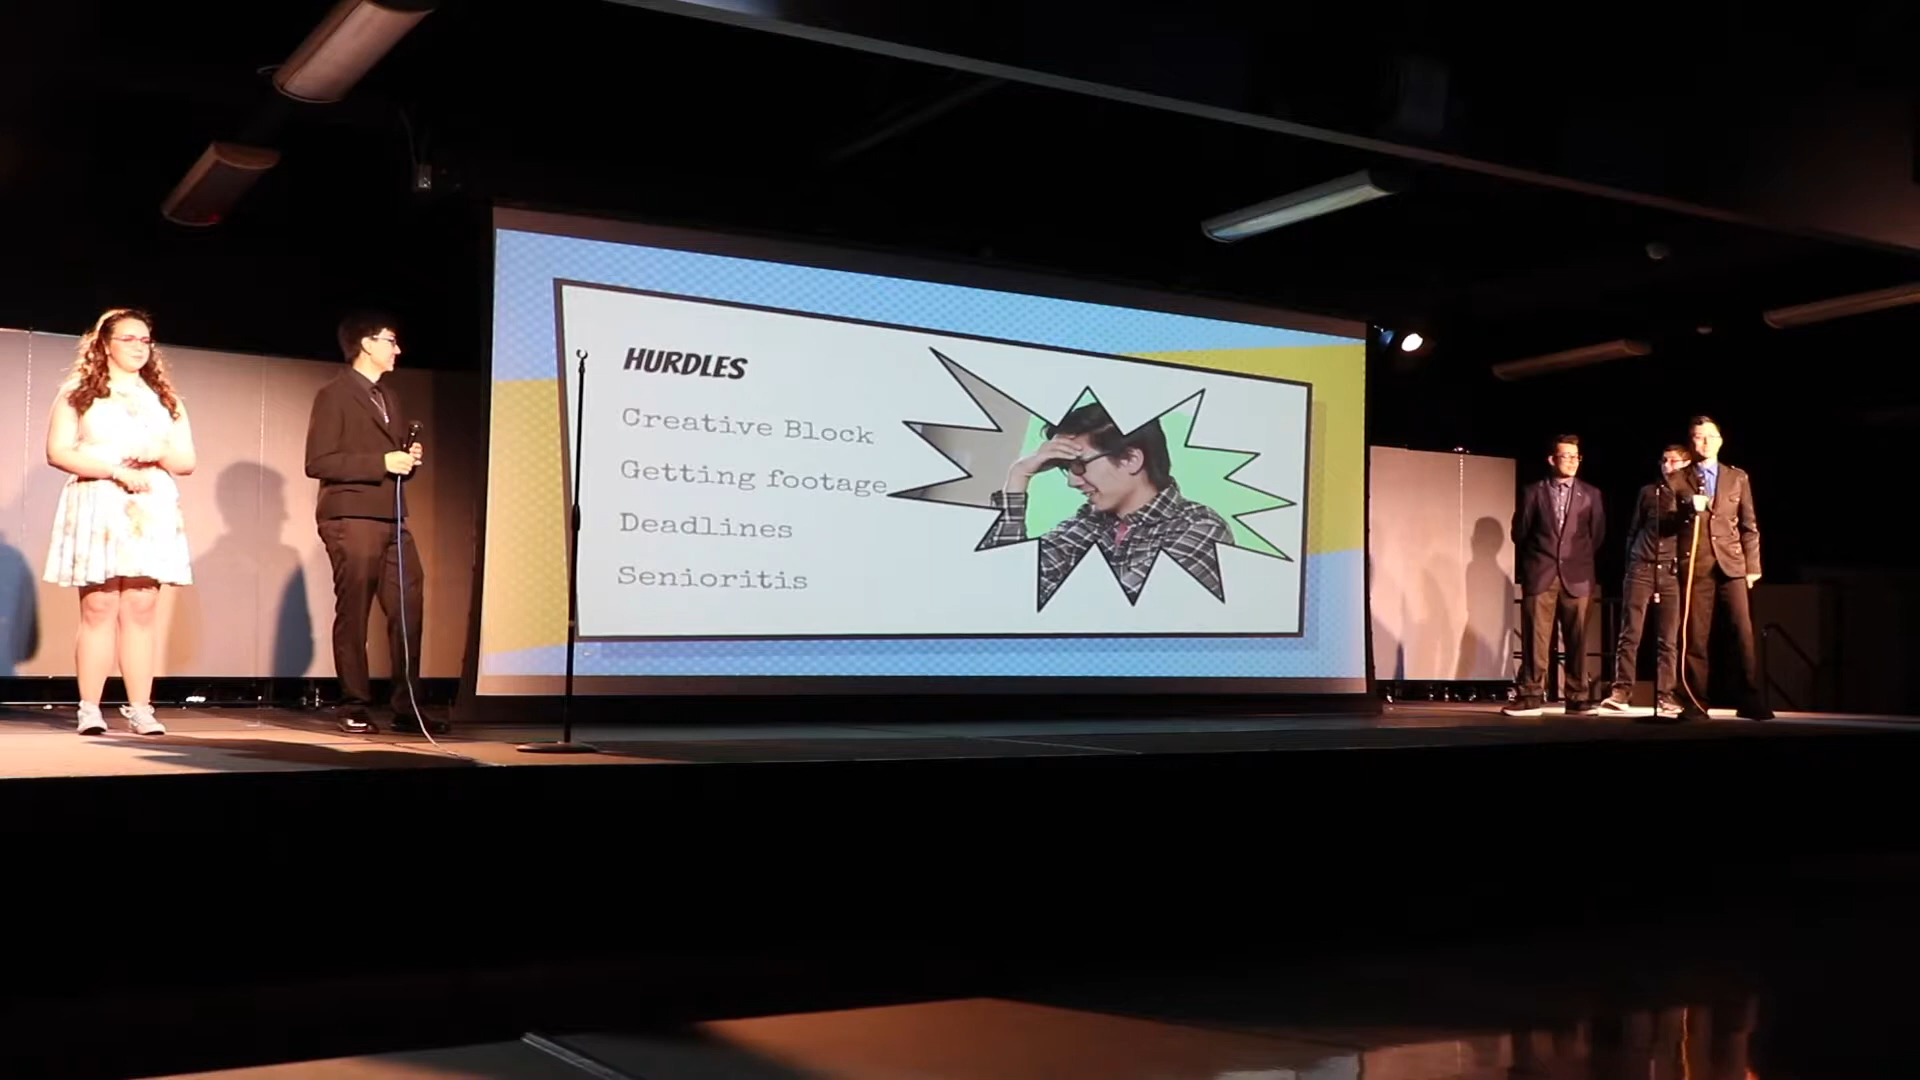 HURDLES
Creative Block
Getting footage
Deadlines
Senioritis